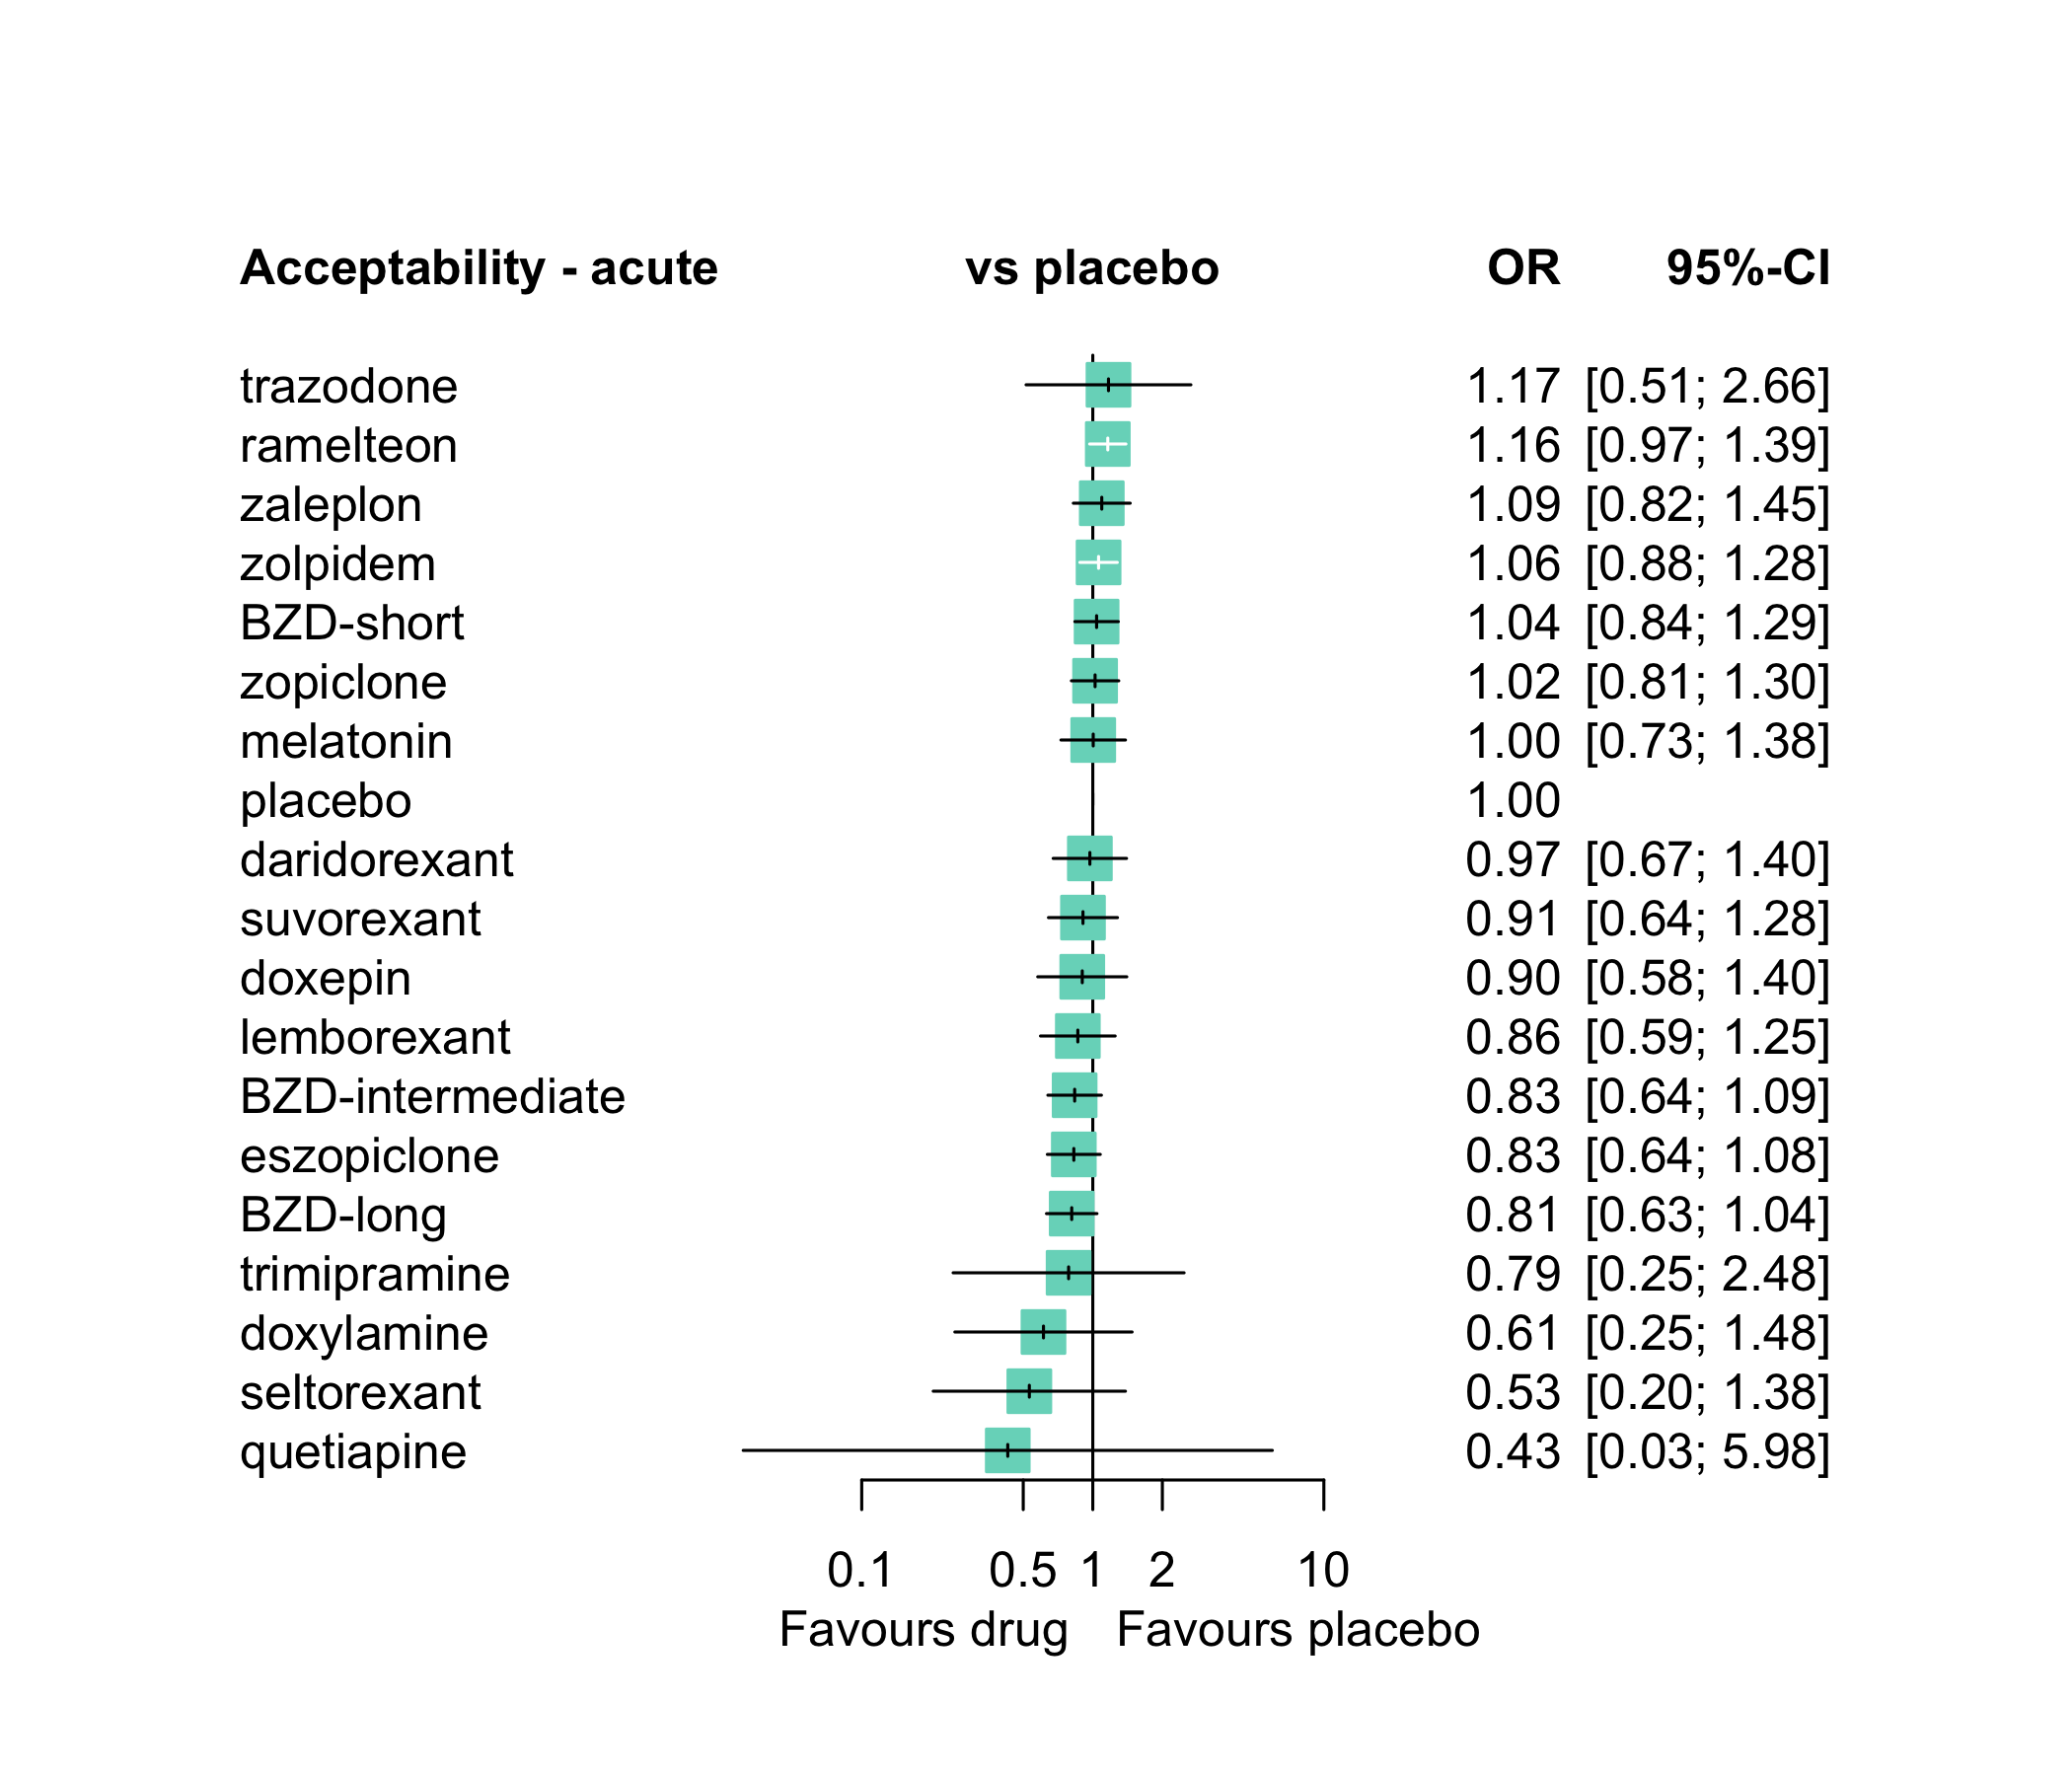 Acceptability - acute vs placebo OR 95%-CI
trazodone 1.17 [0.51; 2.66]
ramelteon 1.16 [0.97; 1.39]
zaleplon 1.09 [0.82; 1.45]
zolpidem 1.06 [0.88; 1.28]
BZD-short 1.04 [0.84; 1.29]
zopiclone 1.02 [0.81; 1.30]
melatonin 1.00 [0.73; 1.38]
placebo 1.00
daridorexant 0.97 [0.67; 1.40]
suvorexant 0.91 [0.64; 1.28]
doxepin 0.90 [0.58; 1.40]
lemborexant 0.86 [0.59; 1.25]
BZD-intermediate 0.83 [0.64; 1.09]
eszopiclone 0.83 [0.64; 1.08]
BZD-long 0.81 [0.63; 1.04]
trimipramine 0.79 [0.25; 2.48]
doxylamine 0.61 [0.25; 1.48]
seltorexant 0.53 [0.20; 1.38]
quetiapine 0.43 [0.03; 5.98]
0.1 0.5 1 2 10
Favours drug Favours placebo